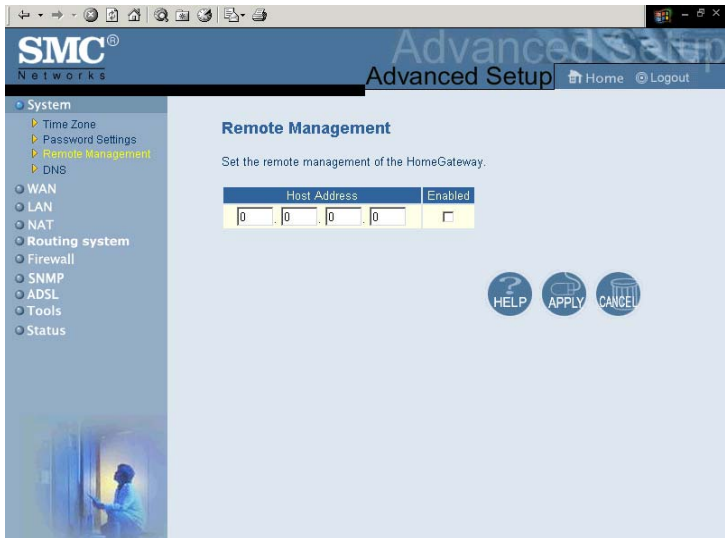 SMC®
Networks
Advanced Setup
Advanced Setup
Home
Logout
System
Time Zone
Password Settings
Remote Management
DNS
WAN
LAN
NAT
Routing system
Firewall
SNMP
ADSL
Tools
Status
Remote Management
Set the remote management of the HomeGateway.
Host Address Enabled
0 . 0 . 0 . 0
HELP APPLY CANCEL